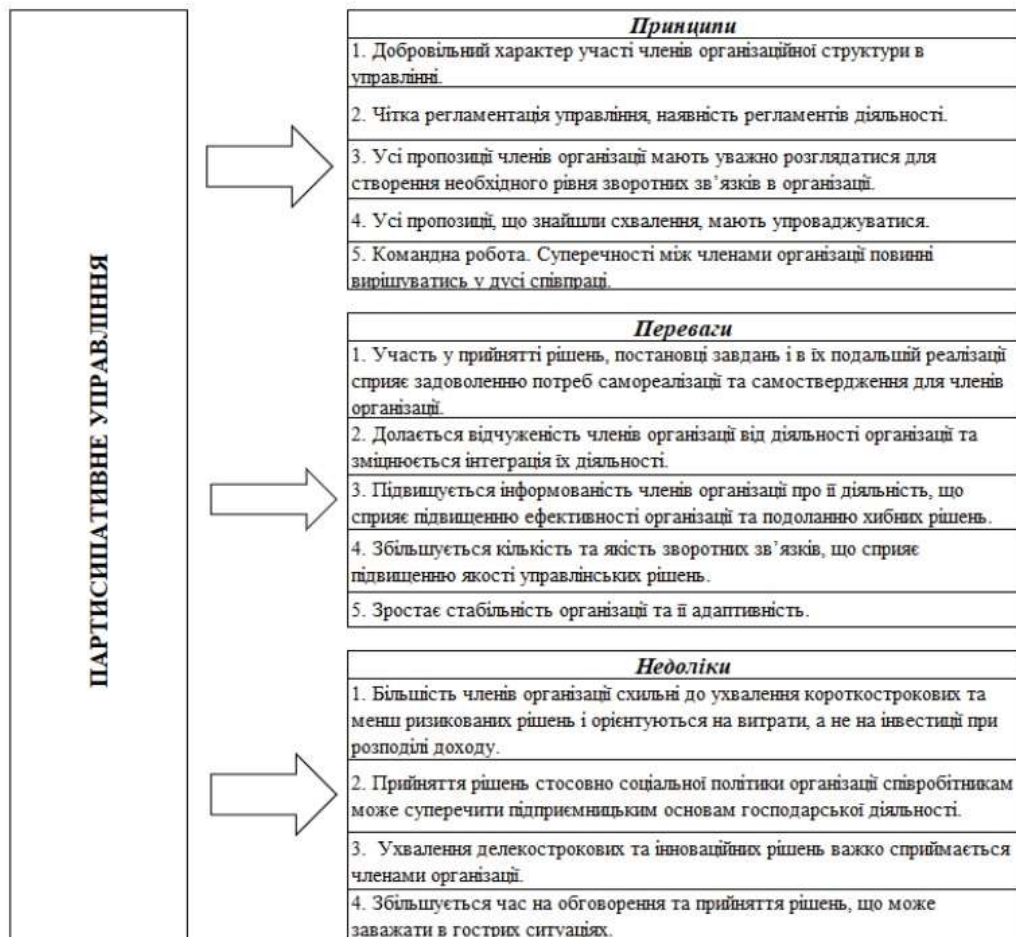 ПАРТИСИПАТИВНЕ УПРАВЛІННЯ
Принципи
1. Добровільний характер участі членів організаційної структури в
управлінні.
2. Чітка регламентація управління, наявність регламентів діяльності.
3. Усі пропозиції членів організації мають уважно розглядатися для
створення необхідного рівня зворотних зв’язків в організації.
4. Усі пропозиції, що знайшли схвалення, мають упроваджуватися.
5. Командна робота. Суперечності між членами організації повинні
вирішуватись у дусі співпраці.
Переваги
1. Участь у прийнятті рішень, постановці завдань і в їх подальшій реалізації
сприяє задоволенню потреб самореалізації та самоствердження для членів
організації.
2. Долається відчуженість членів організації від діяльності організації та
зміцнюється інтеграція їх діяльності.
3. Підвищується інформованість членів організації про її діяльність, що
сприяє підвищенню ефективності організації та подоланню хибних рішень.
4. Збільшується кількість та якість зворотних зв’язків, що сприяє
підвищенню якості управлінських рішень.
5. Зростає стабільність організації та її адаптивність.
Недоліки
1. Більшість членів організації схильні до ухвалення короткострокових та
менш ризикованих рішень і орієнтуються на витрати, а не на інвестиції при
розподілі доходу.
2. Прийняття рішень стосовно соціальної політики організації співробітникам
може суперечити підприємницьким основам господарської діяльності.
3. Ухвалення делекострокових та інноваційних рішень важко сприймається
членами організації.
4. Збільшується час на обговорення та прийняття рішень, що може
заважати в гострих ситуаціях.